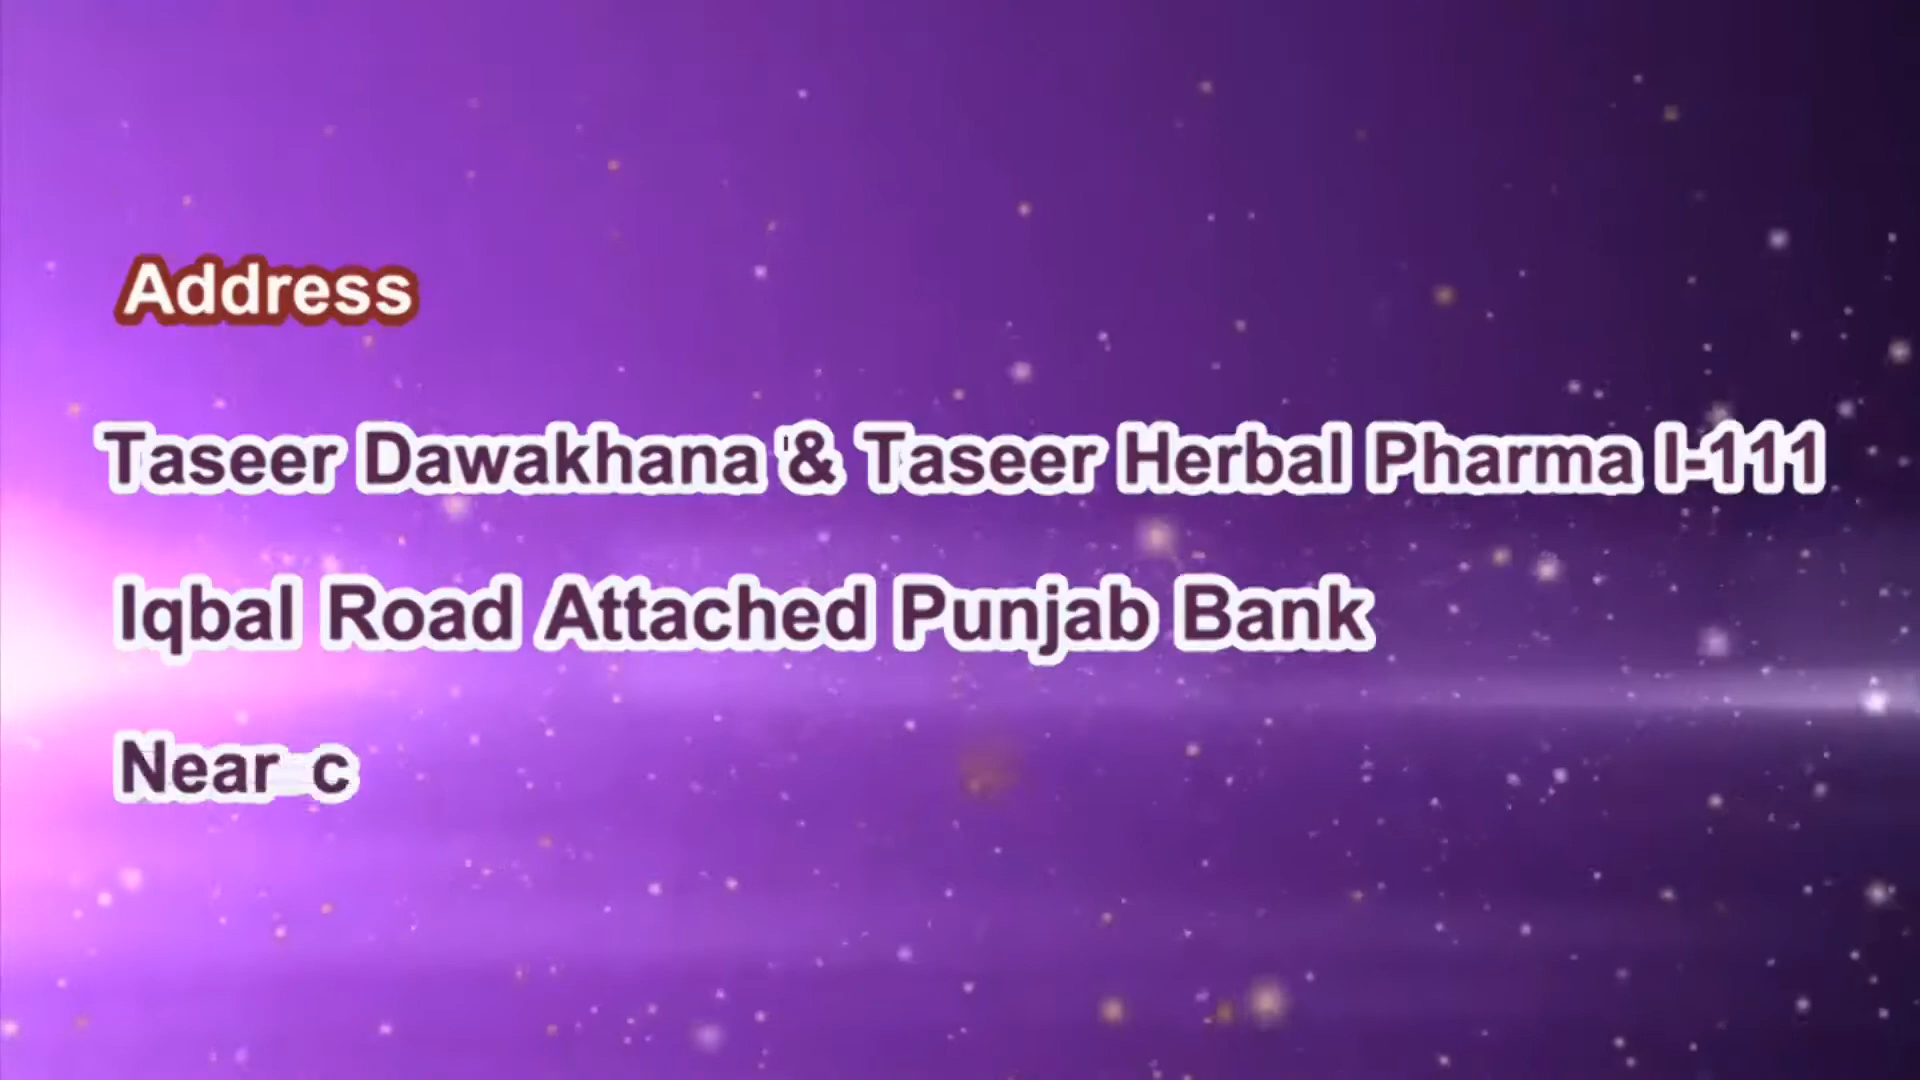 Address
Taseer Dawakhana & Taseer Herbal Pharma I-111
Iqbal Road Attached Punjab Bank
Near c